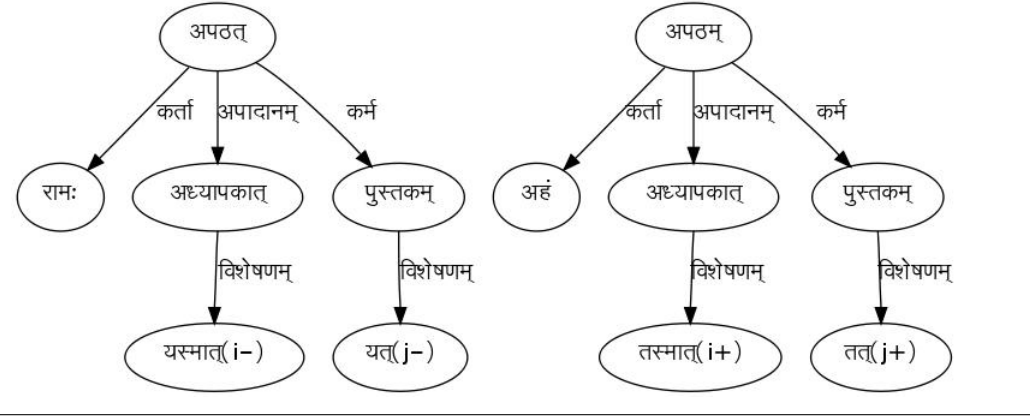 अपठत् अपठम्
कर्ता अपादानम् कर्म कर्ता अपादानम् कर्म
रामः अध्यापकात् पुस्तकम् अहं अध्यापकात् पुस्तकम्
विशेषणम् विशेषणम् विशेषणम् विशेषणम्
यस्मात्(i-) यत्(j-) तस्मात्(i+) तत्(j+)